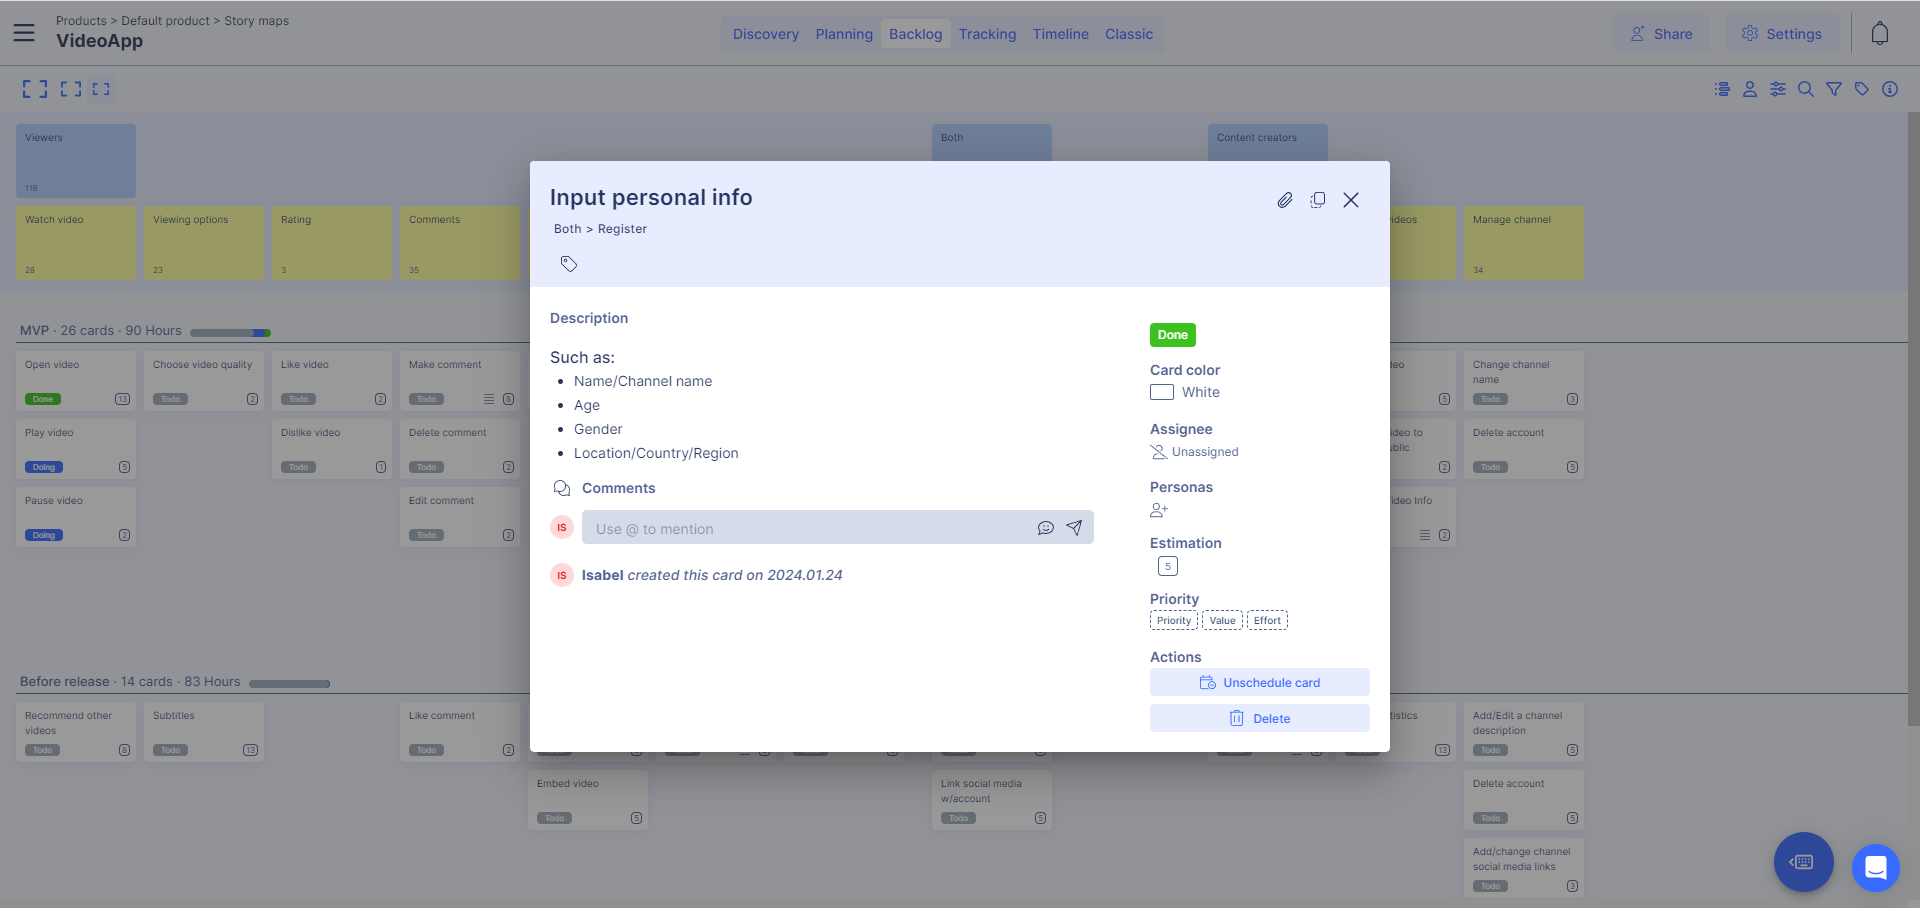 Products > Default product > Story maps
VideoApp
Discovery Planning Backlog Tracking Timeline Classic
Share Settings
Viewers
119
Both
Content creators
Watch video
28
Viewing options
23
Rating
3
Comments
35
ideos
Manage channel
34
Input personal info
Both > Register
Description
Such as:
• Name/Channel name
• Age
• Gender
• Location/Country/Region
Comments
IS
Use @ to mention
IS
Isabel created this card on 2024.01.24
Done
Card color
White
Assignee
Unassigned
Personas
Estimation
5
Priority
Priority Value Effort
Actions
Unschedule card
Delete
MVP · 26 cards · 90 Hours
Open video
Done 13
Choose video quality
Todo 2
Like video
Todo 2
Make comment
Todo 8
leo
5
Change channel
name
Todo 3
Play video
Doing 5
Dislike video
Todo 1
Delete comment
Todo 2
ideo to
ublic
2
Delete account
Todo 5
Pause video
Doing 2
Edit comment
Todo 2
ideo Info
2
Before release · 14 cards · 83 Hours
Recommend other
videos
Todo 8
Subtitles
Todo 13
Like comment
Todo 2
tistics
13
Add/Edit a channel
description
Todo 5
Embed video
Todo 5
Link social media
w/account
Todo 5
Delete account
Todo 5
Add/change channel
social media links
Todo 3